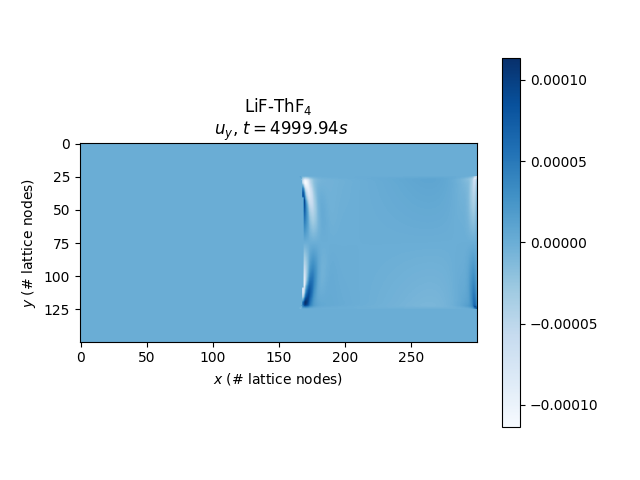 LiF-ThF₄
u_y, t = 4999.94s
0
25
50
75
100
125
y (# lattice nodes)
0 50 100 150 200 250
x (# lattice nodes)
0.00010
0.00005
0.00000
−0.00005
−0.00010